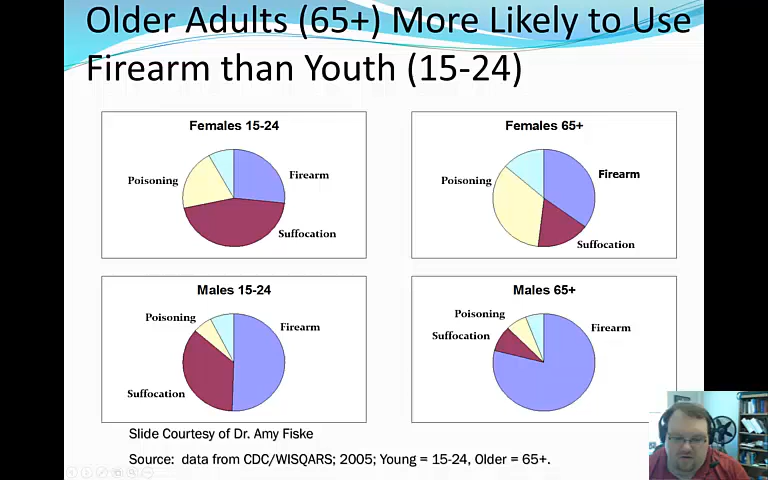 Older Adults (65+) More Likely to Use
Firearm than Youth (15-24)
Females 15-24
Poisoning
Firearm
Suffocation
Females 65+
Poisoning
Firearm
Suffocation
Males 15-24
Poisoning
Firearm
Suffocation
Males 65+
Poisoning
Suffocation
Firearm
Slide Courtesy of Dr. Amy Fiske
Source: data from CDC/WISQARS; 2005; Young = 15-24, Older = 65+.